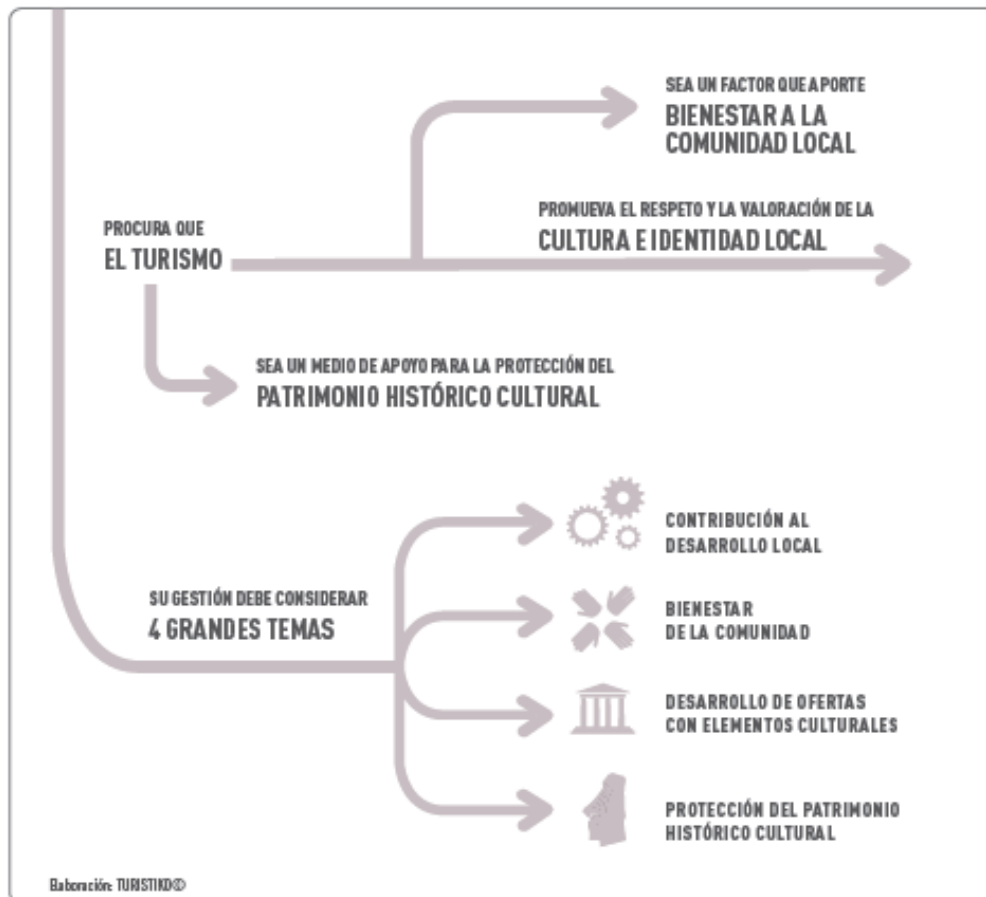 SEA UN FACTOR QUE APORTE
BIENESTAR A LA
COMUNIDAD LOCAL
PROMUEVA EL RESPETO Y LA VALORACIÓN DE LA
CULTURA E IDENTIDAD LOCAL
PROCURA QUE
EL TURISMO
SEA UN MEDIO DE APOYO PARA LA PROTECCIÓN DEL
PATRIMONIO HISTÓRICO CULTURAL
SU GESTIÓN DEBE CONSIDERAR
4 GRANDES TEMAS
CONTRIBUCIÓN AL
DESARROLLO LOCAL
BIENESTAR
DE LA COMUNIDAD
DESARROLLO DE OFERTAS
CON ELEMENTOS CULTURALES
PROTECCIÓN DEL PATRIMONIO
HISTÓRICO CULTURAL
Elaboración: TURISTIKO©